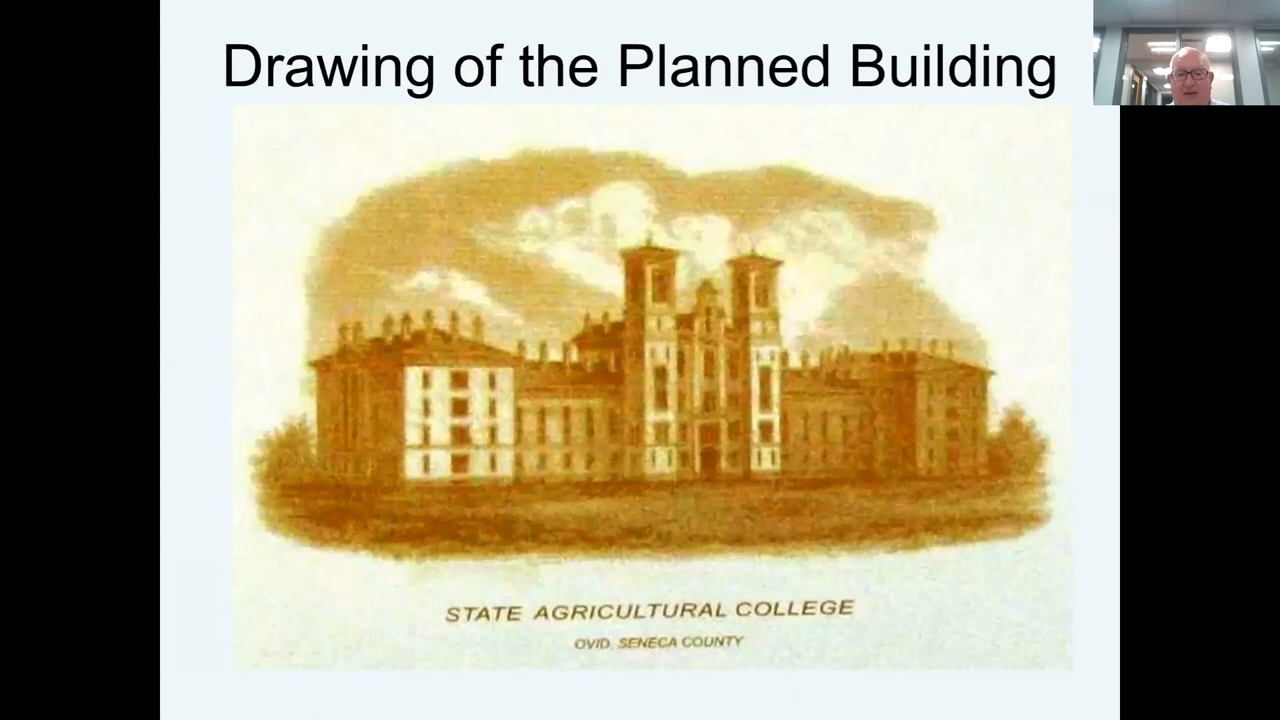 Drawing of the Planned Building
STATE AGRICULTURAL COLLEGE
OVID, SENECA COUNTY